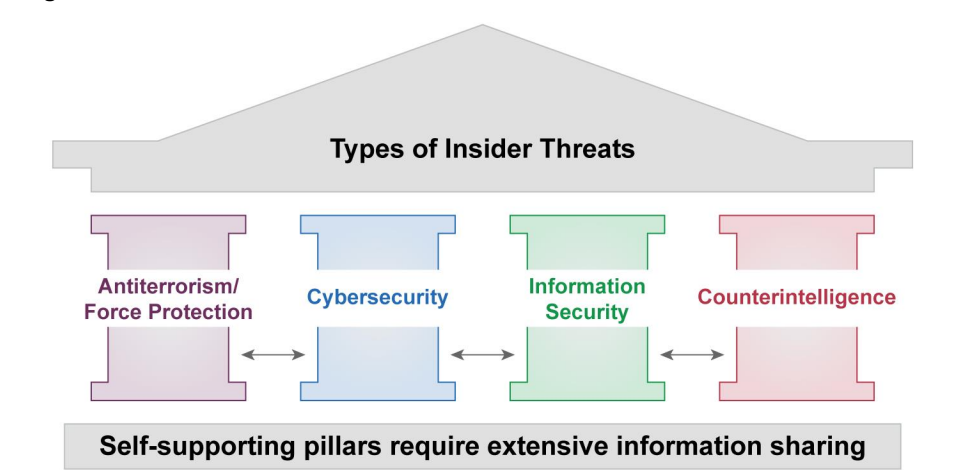 Types of Insider Threats
Antiterrorism/
Force Protection
Cybersecurity
Information
Security
Counterintelligence
Self-supporting pillars require extensive information sharing